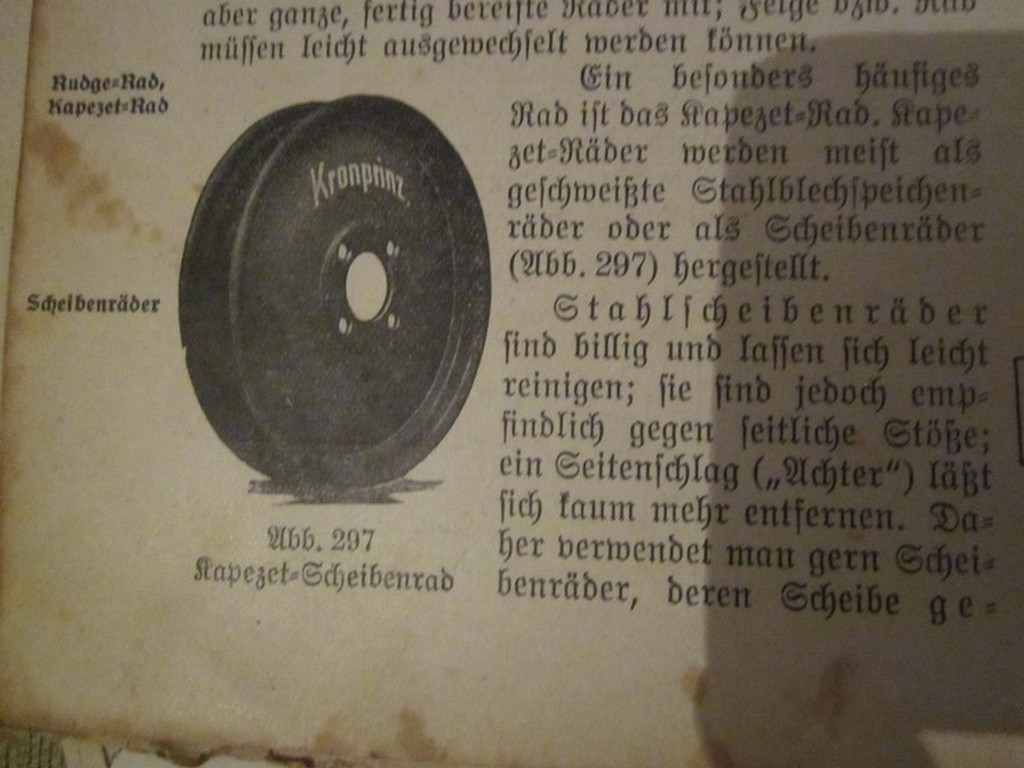 aber ganze, fertig bereifte Räder mit; Felge bzw. Rad
müssen leicht ausgewechselt werden können.
Rudge-Rad,
Kapezet-Rad
Kronprinz
Scheibenräder
Abb. 297
Kapezet-Scheibenrad
Ein besonders häufiges
Rad ist das Kapezet-Rad. Kape-
zet-Räder werden meist als
geschweißte Stahlblechspeichen-
räder oder als Scheibenräder
(Abb. 297) hergestellt.
Stahlscheibenräder
sind billig und lassen sich leicht
reinigen; sie sind jedoch emp-
findlich gegen seitliche Stöße;
ein Seitenschlag („Achter“) läßt
sich kaum mehr entfernen. Da-
her verwendet man gern Schei-
benräder, deren Scheibe ge-